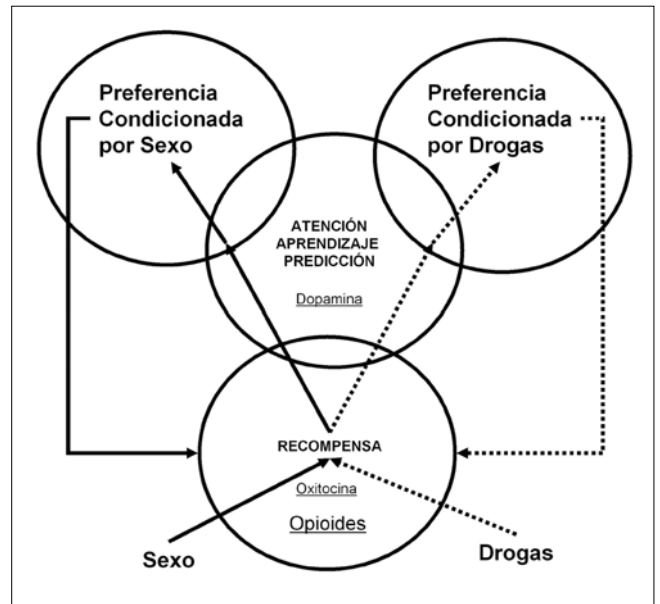 Preferencia
Condicionada
por Sexo
Preferencia
Condicionada
por Drogas
ATENCIÓN
APRENDIZAJE
PREDICCIÓN
Dopamina
RECOMPENSA
Oxitocina
Opioides
Sexo
Drogas